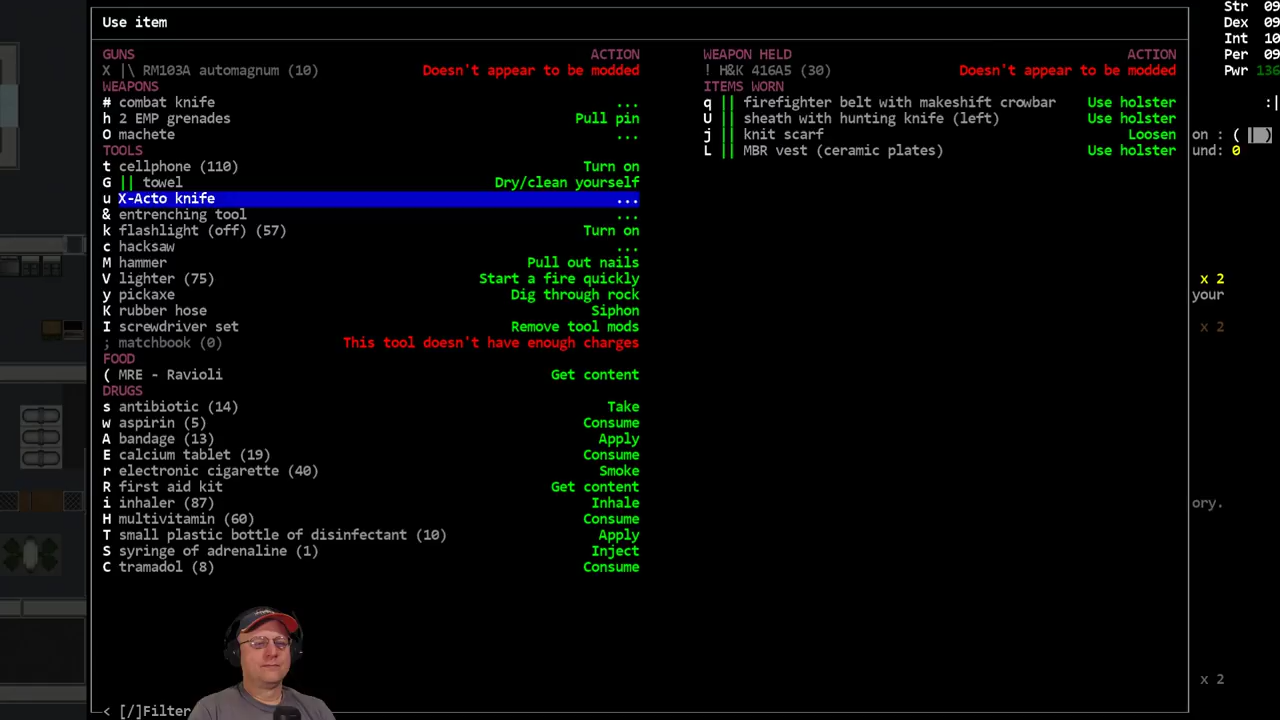 Use item
GUNS ACTION
X |\ RM103A automagnum (10) Doesn't appear to be modded
WEAPONS
# combat knife ...
h 2 EMP grenades Pull pin
O machete ...
TOOLS
t cellphone (110) Turn on
G || towel Dry/clean yourself
u X-Acto knife ...
& entrenching tool ...
k flashlight (off) (57) Turn on
c hacksaw ...
M hammer Pull out nails
V lighter (75) Start a fire quickly
y pickaxe Dig through rock
K rubber hose Siphon
I screwdriver set Remove tool mods
; matchbook (0) This tool doesn't have enough charges
FOOD
( MRE - Ravioli Get content
DRUGS
s antibiotic (14) Take
w aspirin (5) Consume
A bandage (13) Apply
E calcium tablet (19) Consume
r electronic cigarette (40) Smoke
R first aid kit Get content
i inhaler (87) Inhale
H multivitamin (60) Consume
T small plastic bottle of disinfectant (10) Apply
S syringe of adrenaline (1) Inject
C tramadol (8) Consume
< [/]Filter
WEAPON HELD ACTION
! H&K 416A5 (30) Doesn't appear to be modded
ITEMS WORN
q || firefighter belt with makeshift crowbar Use holster
U || sheath with hunting knife (left) Use holster
j || knit scarf Loosen
L || MBR vest (ceramic plates) Use holster
Str 09
Dex 09
Int 10
Per 09
Pwr 136
:|
on : ( ||)
und: 0
x 2
your
x 2
ory.
x 2